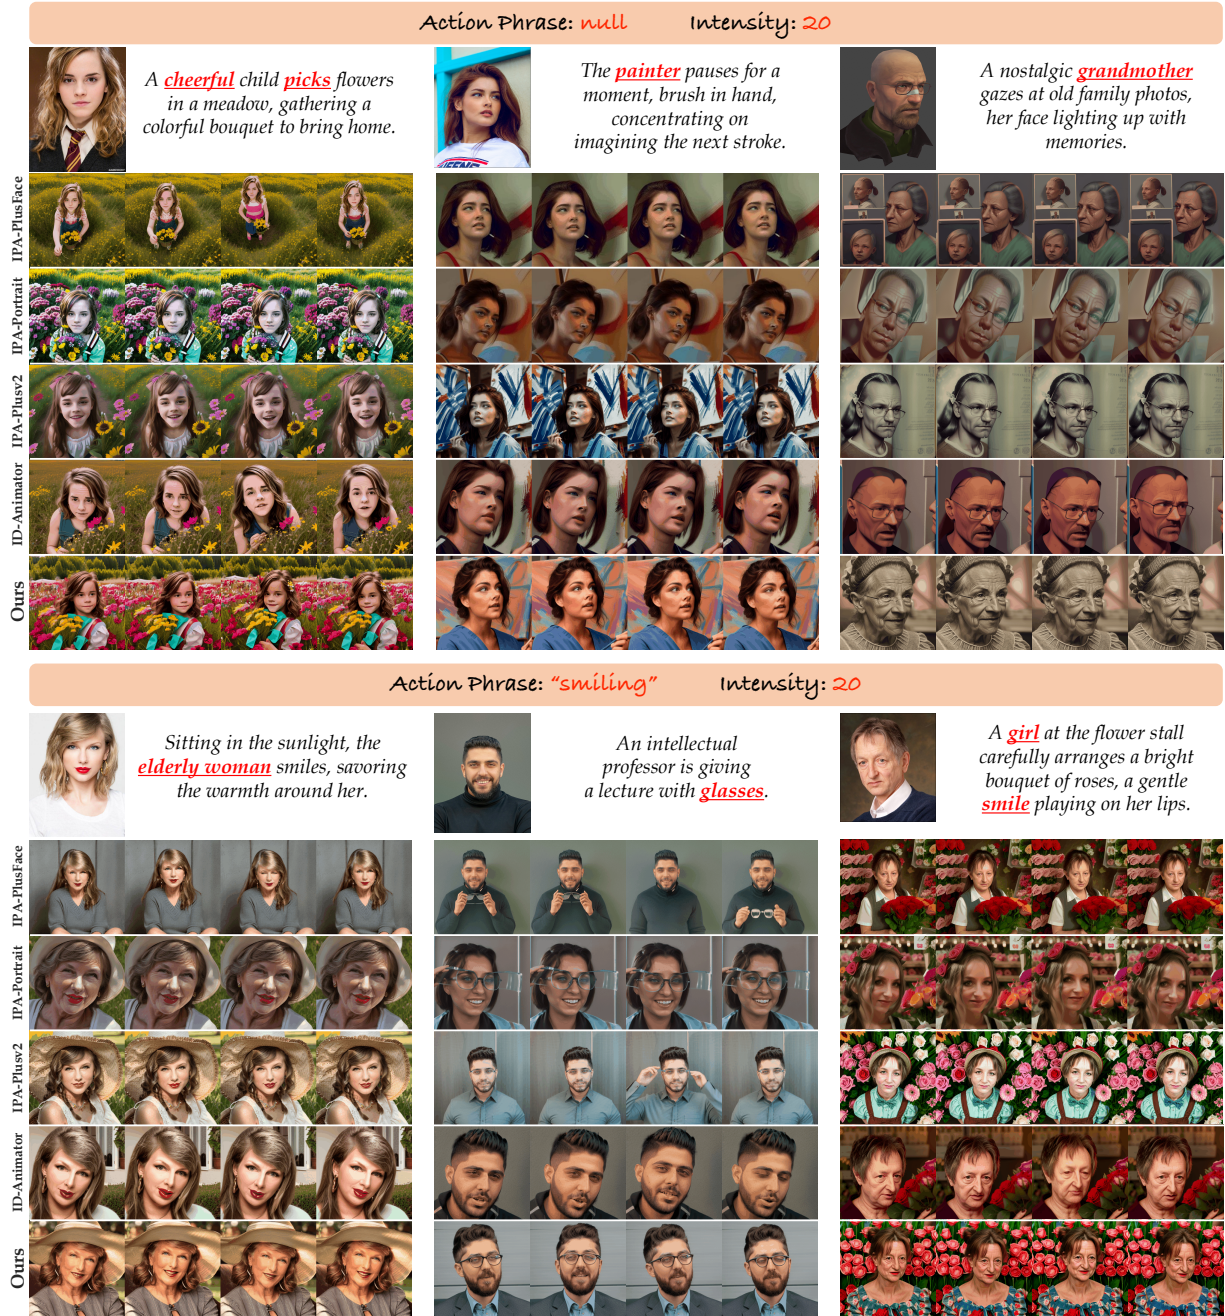 Action Phrase: null Intensity: 20
A cheerful child picks flowers
in a meadow, gathering a
colorful bouquet to bring home.
The painter pauses for a
moment, brush in hand,
concentrating on
imagining the next stroke.
A nostalgic grandmother
gazes at old family photos,
her face lighting up with
memories.
IPA-PlusFace
IPA-Portrait
IPA-Plusv2
ID-Animator
Ours
Action Phrase: “smiling” Intensity: 20
Sitting in the sunlight, the
elderly woman smiles, savoring
the warmth around her.
An intellectual
professor is giving
a lecture with glasses.
A girl at the flower stall
carefully arranges a bright
bouquet of roses, a gentle
smile playing on her lips.
IPA-PlusFace
IPA-Portrait
IPA-Plusv2
ID-Animator
Ours